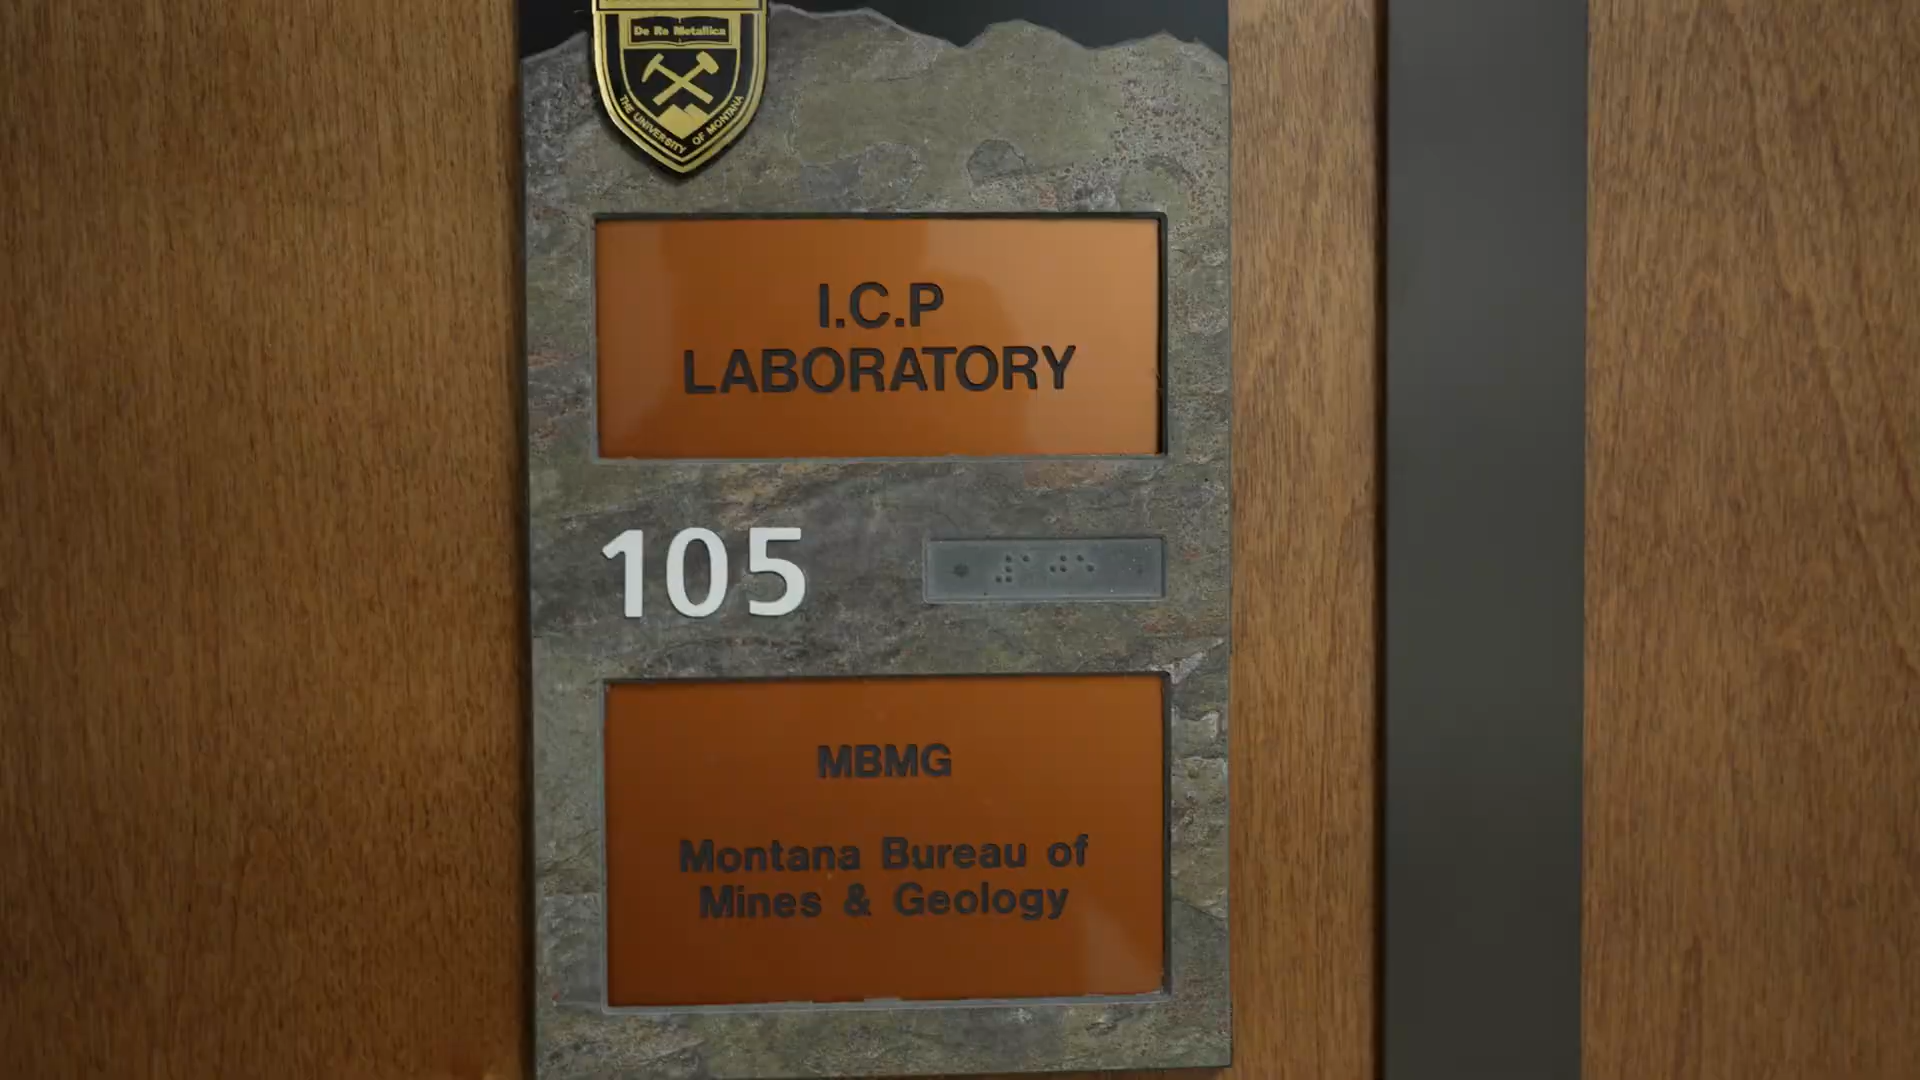 De Re Metallica
THE UNIVERSITY OF MONTANA
I.C.P
LABORATORY
105
MBMG
Montana Bureau of
Mines & Geology